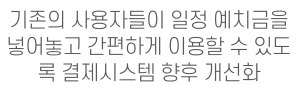 기존의 사용자들이 일정 예치금을
넣어놓고 간편하게 이용할 수 있도
록 결제시스템 향후 개선화